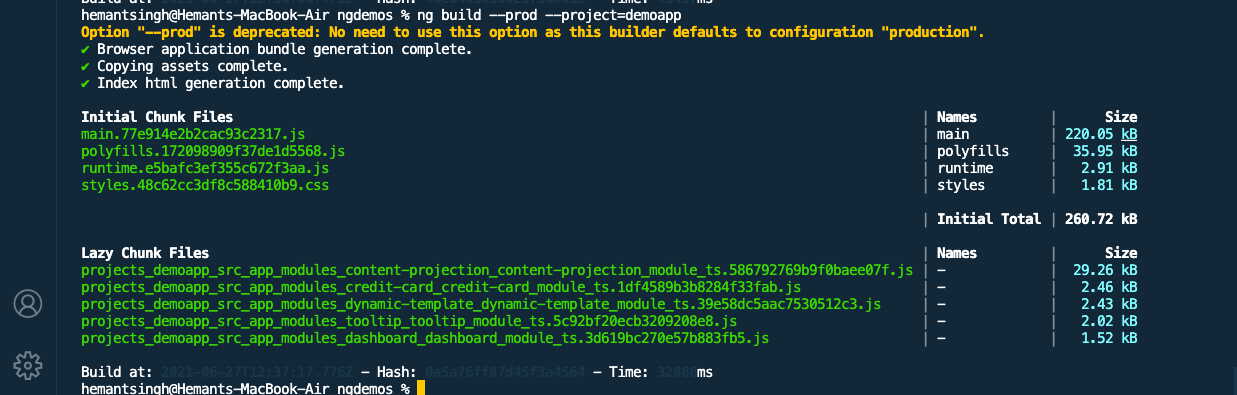 Build at:
hemantsingh@Hemants-MacBook-Air ngdemos % ng build --prod --project=demoapp
Option "--prod" is deprecated: No need to use this option as this builder defaults to configuration "production".
✔ Browser application bundle generation complete.
✔ Copying assets complete.
✔ Index html generation complete.
Initial Chunk Files | Names | Size
main.77e914e2b2cac93c2317.js | main | 220.05 kB
polyfills.172098909f37de1d5568.js | polyfills | 35.95 kB
runtime.e5bafc3ef355c672f3aa.js | runtime | 2.91 kB
styles.48c62cc3df8c588410b9.css | styles | 1.81 kB
| Initial Total | 260.72 kB
Lazy Chunk Files | Names | Size
projects_demoapp_src_app_modules_content-projection_content-projection_module_ts.586792769b9f0baee07f.js | – | 29.26 kB
projects_demoapp_src_app_modules_credit-card_credit-card_module_ts.1df4589b3b8284f33fab.js | – | 2.46 kB
projects_demoapp_src_app_modules_dynamic-template_dynamic-template_module_ts.39e58dc5aac7530512c3.js | – | 2.43 kB
projects_demoapp_src_app_modules_tooltip_tooltip_module_ts.5c92bf20ecb3209208e8.js | – | 2.02 kB
projects_demoapp_src_app_modules_dashboard_dashboard_module_ts.3d619bc270e57b883fb5.js | – | 1.52 kB
Build at: 2021-06-27T12:37:17.776Z – Hash: 0a5a76ff87d45f3a4564 – Time: 32888ms
hemantsingh@Hemants-MacBook-Air ngdemos %